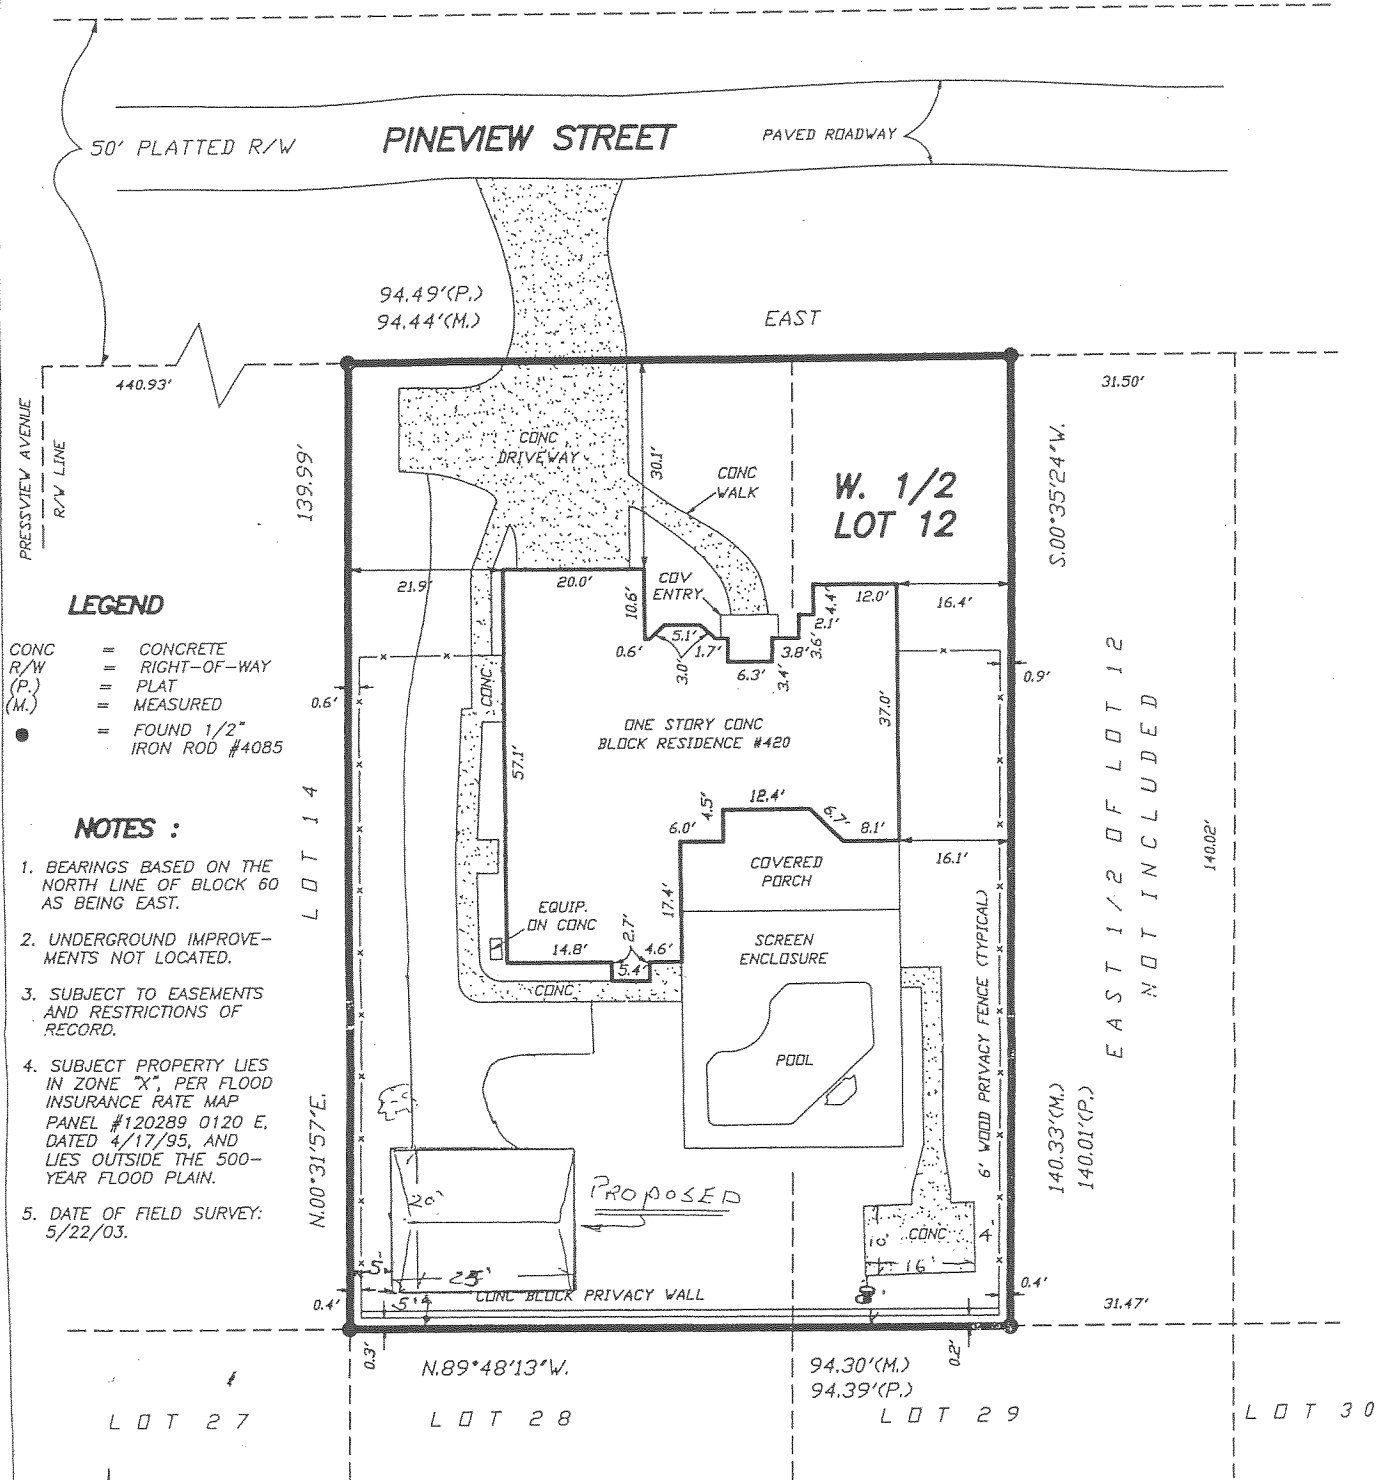 50' PLATTED R/W
PINEVIEW STREET
PAVED ROADWAY
94.49'(P.)
94.44'(M.)
EAST
440.93'
31.50'
PRESSVIEW AVENUE
R/W LINE
139.99'
CONC
DRIVEWAY
30.1'
CONC
WALK
W. 1/2
LOT 12
S.00°35'24"W.
21.9'
20.0'
10.6'
COV
ENTRY
4.4'
12.0'
16.4'
2.1'
0.6'
5.1'
1.7'
3.0'
6.3'
3.4'
3.8'
3.6'
0.9'
LEGEND
CONC = CONCRETE
R/W = RIGHT-OF-WAY
(P.) = PLAT
(M.) = MEASURED
= FOUND 1/2"
IRON ROD #4085
0.6'
CONC
ONE STORY CONC
BLOCK RESIDENCE #420
57.1'
37.0'
LOT 14
EAST 1/2 OF LOT 12
NOT INCLUDED
140.02'
NOTES :
1. BEARINGS BASED ON THE
NORTH LINE OF BLOCK 60
AS BEING EAST.
2. UNDERGROUND IMPROVE-
MENTS NOT LOCATED.
3. SUBJECT TO EASEMENTS
AND RESTRICTIONS OF
RECORD.
4. SUBJECT PROPERTY LIES
IN ZONE "X", PER FLOOD
INSURANCE RATE MAP
PANEL #120289 0120 E,
DATED 4/17/95, AND
LIES OUTSIDE THE 500-
YEAR FLOOD PLAIN.
5. DATE OF FIELD SURVEY:
5/22/03.
12.4'
4.5'
6.7'
6.0'
8.1'
16.1'
COVERED
PORCH
17.4'
EQUIP.
ON CONC
14.8'
2.7'
4.6'
5.4'
CONC
SCREEN
ENCLOSURE
POOL
6' WOOD PRIVACY FENCE (TYPICAL)
N.00°31'57"E.
140.33'(M.)
140.01'(P.)
20'
PROPOSED
25'
5'
5'
CONC
10'
16'
4'
CONC BLOCK PRIVACY WALL
0.4'
0.4'
31.47'
0.3'
0.2'
N.89°48'13"W.
94.30'(M.)
94.39'(P.)
LOT 27
LOT 28
LOT 29
LOT 30